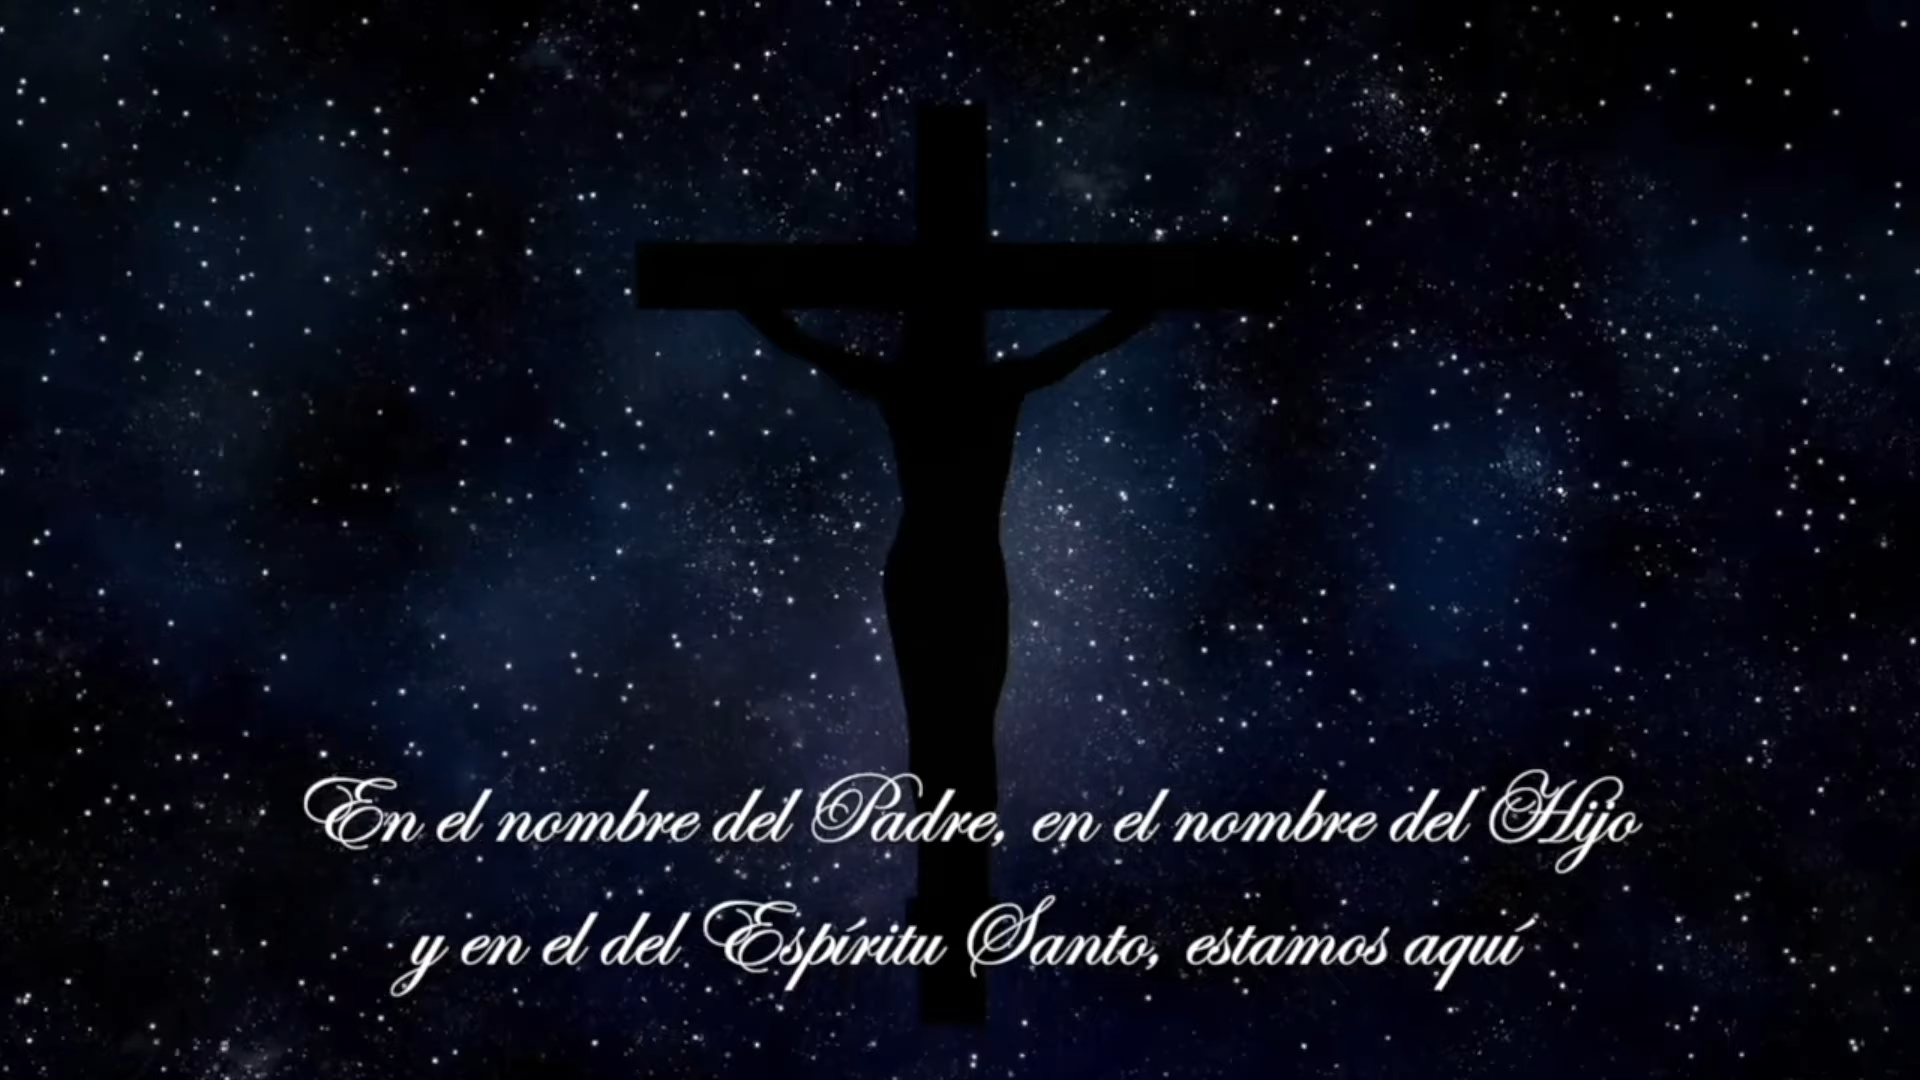 En el nombre del Padre, en el nombre del Hijo
y en el del Espíritu Santo, estamos aquí